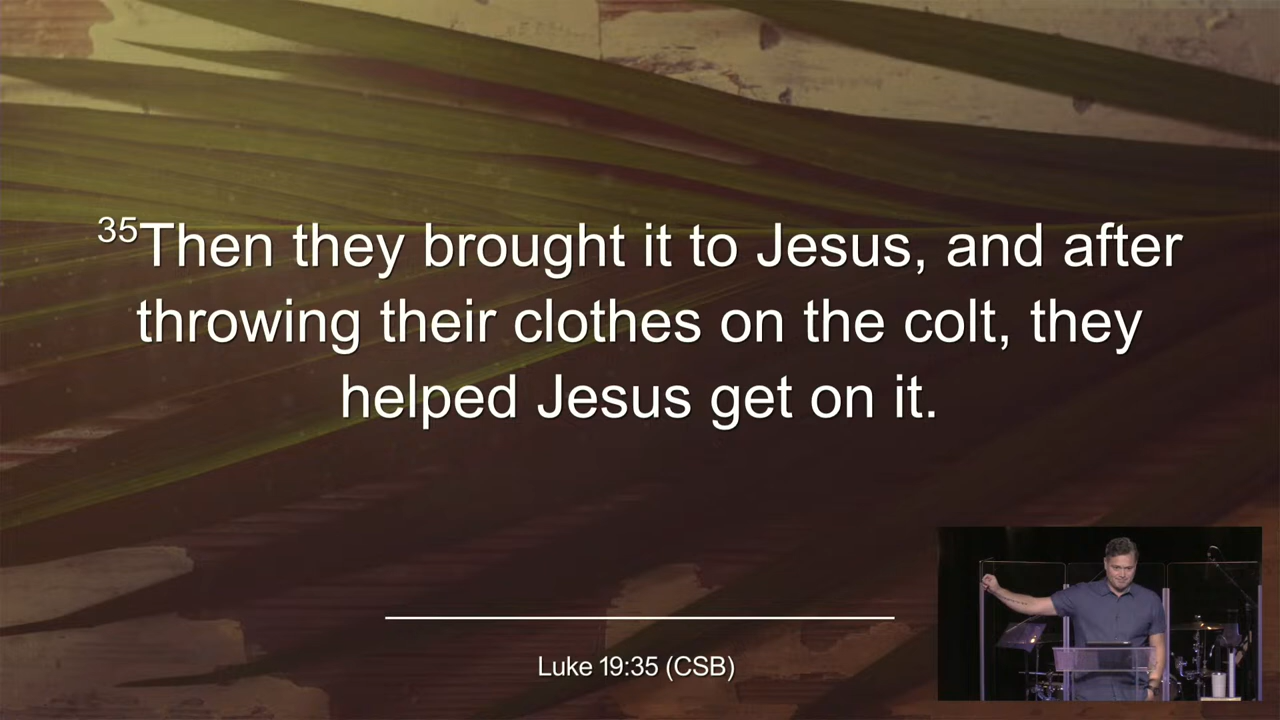 35Then they brought it to Jesus, and after
throwing their clothes on the colt, they
helped Jesus get on it.
Luke 19:35 (CSB)